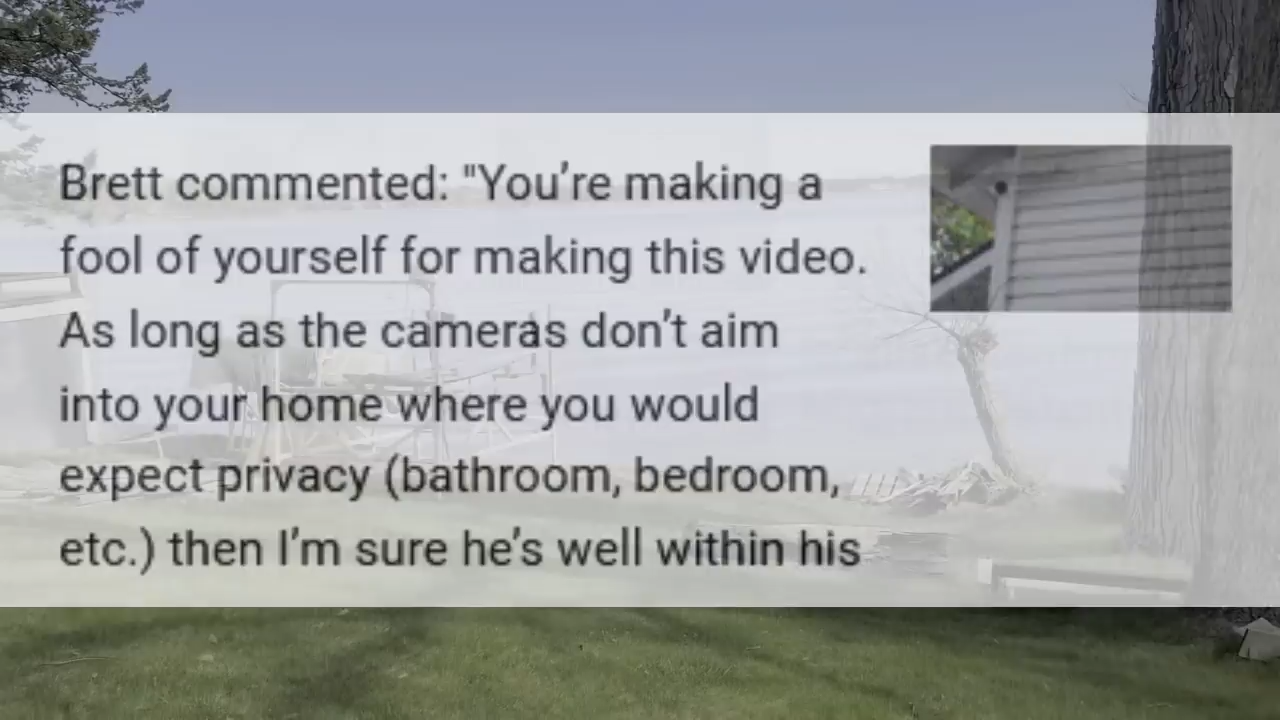 Brett commented: "You're making a
fool of yourself for making this video.
As long as the cameras don't aim
into your home where you would
expect privacy (bathroom, bedroom,
etc.) then I'm sure he's well within his